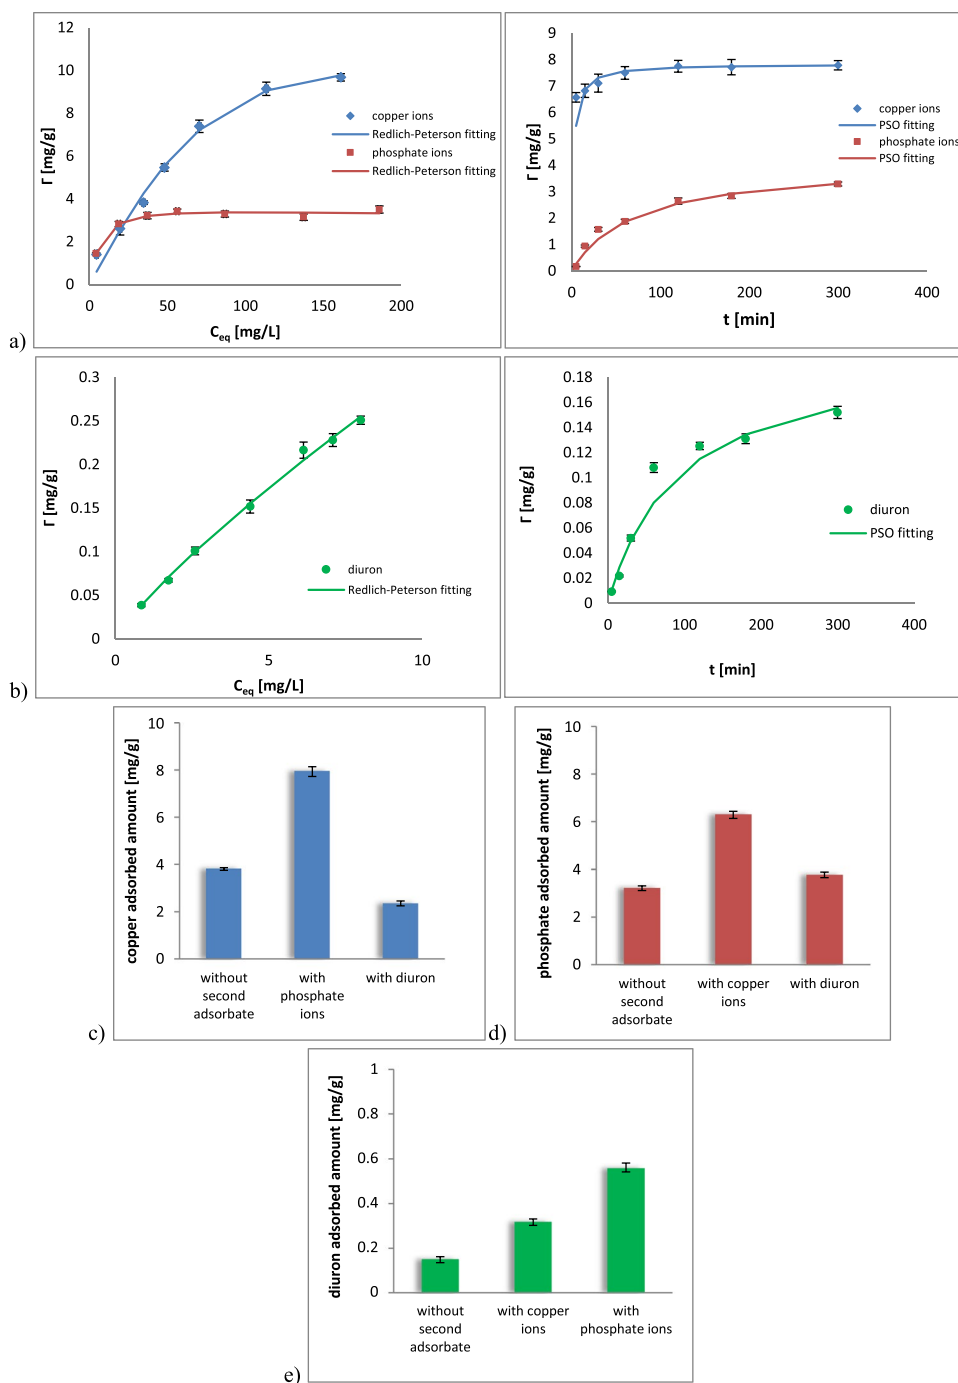 12
10
8
6
4
2
0
Γ [mg/g]
0 50 100 150 200
Ceq [mg/L]
copper ions
Redlich-Peterson fitting
phosphate ions
Redlich-Peterson fitting
9
8
7
6
5
4
3
2
1
0
Γ [mg/g]
0 100 200 300 400
t [min]
copper ions
PSO fitting
phosphate ions
PSO fitting
a)
0.3
0.25
0.2
0.15
0.1
0.05
0
Γ [mg/g]
0 5 10
Ceq [mg/L]
diuron
Redlich-Peterson fitting
0.18
0.16
0.14
0.12
0.1
0.08
0.06
0.04
0.02
0
Γ [mg/g]
0 100 200 300 400
t [min]
diuron
PSO fitting
b)
10
8
6
4
2
0
copper adsorbed amount [mg/g]
without
second
adsorbate
with
phosphate
ions
with diuron
c)
10
8
6
4
2
0
phosphate adsorbed amount [mg/g]
without
second
adsorbate
with copper
ions
with diuron
d)
1
0.8
0.6
0.4
0.2
0
diuron adsorbed amount [mg/g]
without
second
adsorbate
with copper
ions
with
phosphate ions
e)